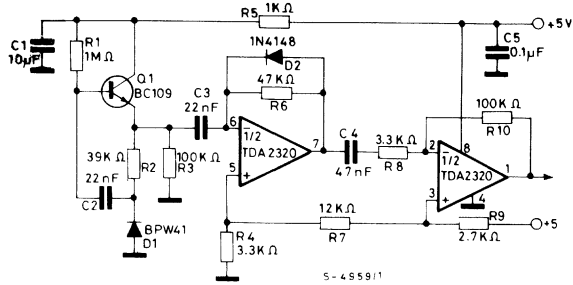 R5
1KΩ
+5V
C1
10µF
R1
1MΩ
Q1
BC109
1N4148
D2
47KΩ
R6
C5
0.1µF
C3
22nF
6
1/2
TDA2320
7
5
+
C4
47nF
3.3KΩ
R8
100KΩ
R10
2
8
1/2
TDA2320
1
3
+
4
39KΩ
R2
22nF
C2
100KΩ
R3
BPW41
D1
R4
3.3KΩ
12KΩ
R7
R9
2.7KΩ
+5
S-4959/1